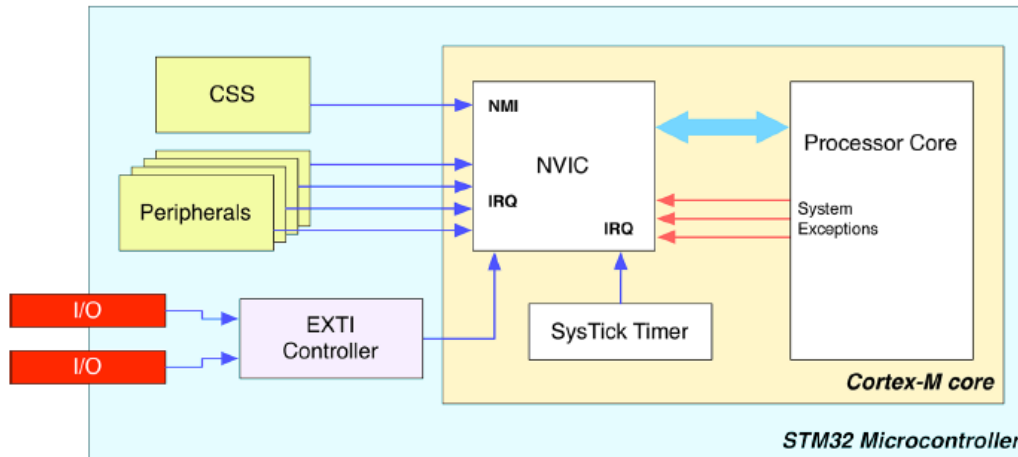 CSS
NMI
NVIC
Processor Core
Peripherals
IRQ
IRQ
System
Exceptions
I/O
I/O
EXTI
Controller
SysTick Timer
Cortex-M core
STM32 Microcontroller